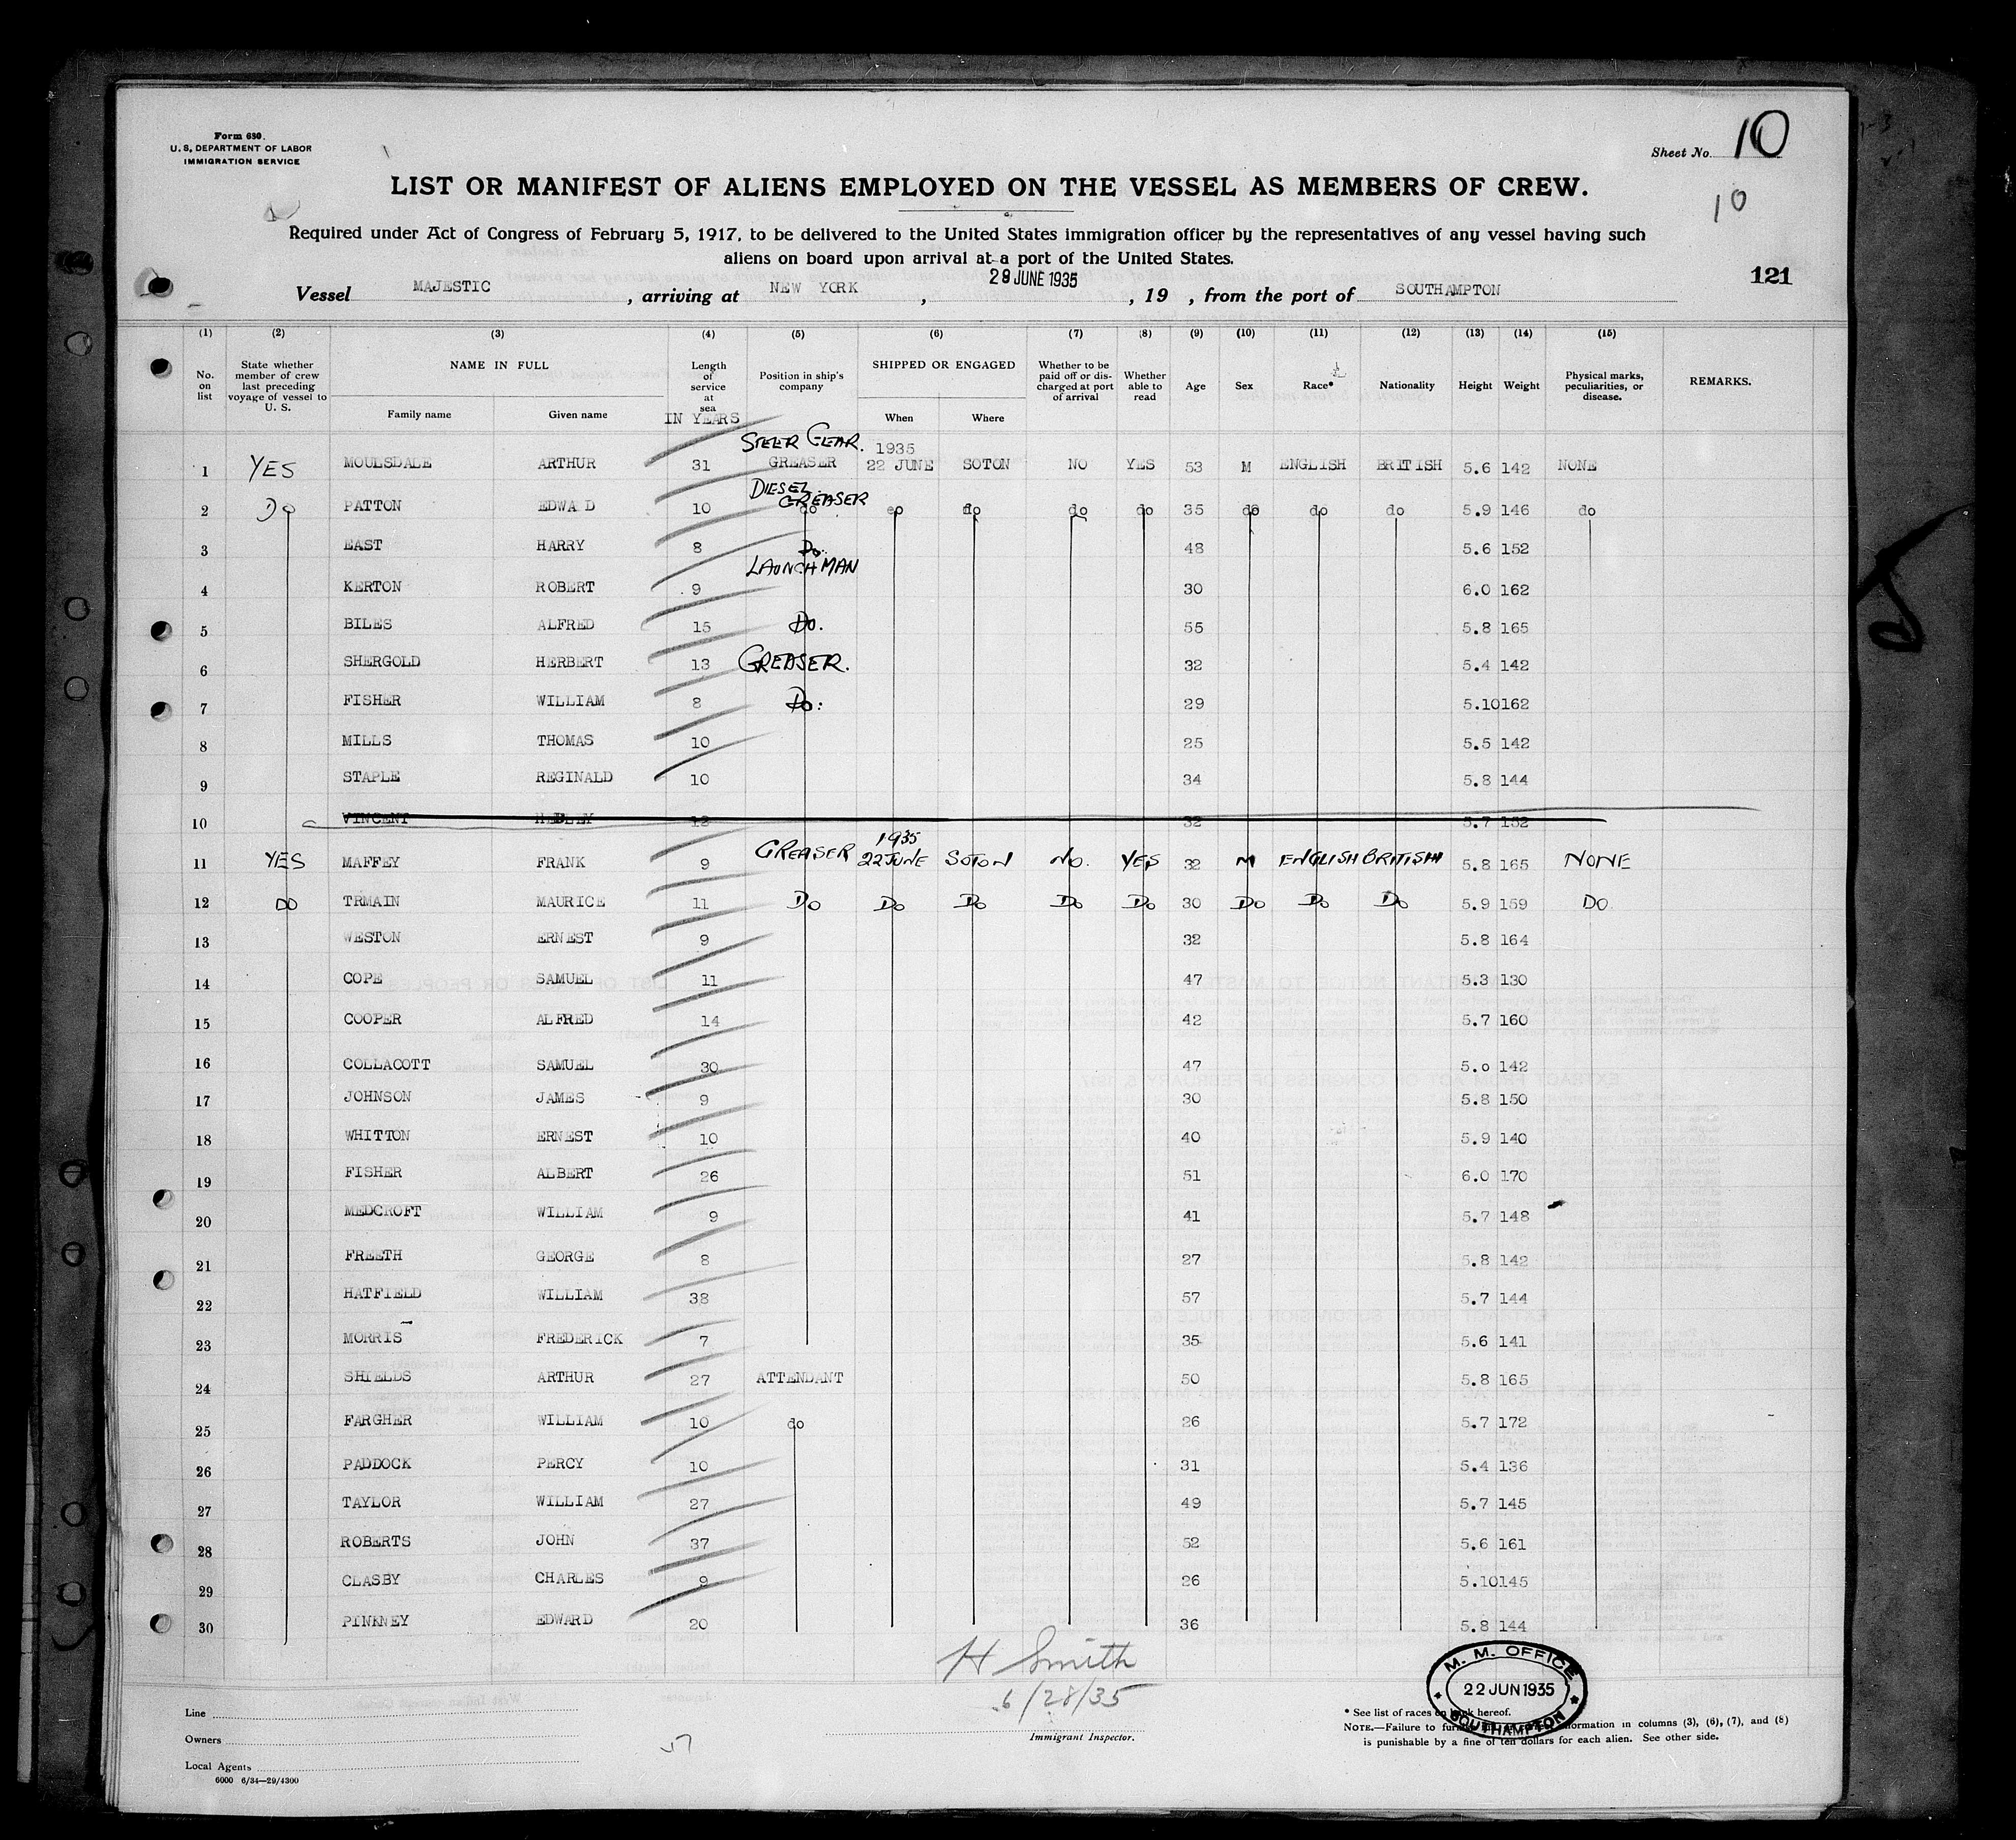 Form 680.
U. S. DEPARTMENT OF LABOR
IMMIGRATION SERVICE
Sheet No. 10
10
LIST OR MANIFEST OF ALIENS EMPLOYED ON THE VESSEL AS MEMBERS OF CREW.
Required under Act of Congress of February 5, 1917, to be delivered to the United States immigration officer by the representatives of any vessel having such
aliens on board upon arrival at a port of the United States.
121
Vessel MAJESTIC , arriving at NEW YORK , 28 JUNE 1935 , 19 , from the port of SOUTHAMPTON
(1) (2) (3) (4) (5) (6) (7) (8) (9) (10) (11) (12) (13) (14) (15)
No. on list State whether member of crew last preceding voyage of vessel to U. S. NAME IN FULL Family name Given name Length of service at sea IN YEARS Position in ship's company SHIPPED OR ENGAGED When Where Whether to be paid off or discharged at port of arrival Whether able to read Age Sex Race* Nationality Height Weight Physical marks, peculiarities, or disease. REMARKS.
STEER GEAR. 1935
1 YES MOULSDALE ARTHUR 31 GREASER 22 JUNE SOTON NO YES 53 M ENGLISH BRITISH 5.6 142 NONE
DIESEL GREASER
2 Do PATTON EDWA D 10 do do do do do 35 do do do 5.9 146 do
3 EAST HARRY 8 Do. 48 5.6 152
LAUNCHMAN
4 KERTON ROBERT 9 30 6.0 162
5 BILES ALFRED 15 Do. 55 5.8 165
6 SHERGOLD HERBERT 13 GREASER. 32 5.4 142
7 FISHER WILLIAM 8 Do: 29 5.10 162
8 MILLS THOMAS 10 25 5.5 142
9 STAPLE REGINALD 10 34 5.8 144
10 VINCENT HEDLEY 12 32 5.7 152
1935
11 YES MAFFEY FRANK 9 GREASER 22 JUNE SOTON NO. YES 32 M ENGLISH BRITISH 5.8 165 NONE
12 DO TRMAIN MAURICE 11 Do Do Do Do Do 30 Do Do Do 5.9 159 DO
13 WESTON ERNEST 9 32 5.8 164
14 COPE SAMUEL 11 47 5.3 130
15 COOPER ALFRED 14 42 5.7 160
16 COLLACOTT SAMUEL 30 47 5.0 142
17 JOHNSON JAMES 9 30 5.8 150
18 WHITTON ERNEST 10 40 5.9 140
19 FISHER ALBERT 26 51 6.0 170
20 MEDCROFT WILLIAM 9 41 5.7 148
21 FREETH GEORGE 8 27 5.8 142
22 HATFIELD WILLIAM 38 57 5.7 144
23 MORRIS FREDERICK 7 35 5.6 141
24 SHIELDS ARTHUR 27 ATTENDANT 50 5.8 165
25 FARGHER WILLIAM 10 do 26 5.7 172
26 PADDOCK PERCY 10 31 5.4 136
27 TAYLOR WILLIAM 27 49 5.7 145
28 ROBERTS JOHN 37 52 5.6 161
29 CLASBY CHARLES 9 26 5.10 145
30 PINKNEY EDWARD 20 36 5.8 144
H Smith
6/28/35
Immigrant Inspector.
M. M. OFFICE
22 JUN 1935
SOUTHAMPTON
Line
Owners
Local Agents
6000 6/34—29/4300
* See list of races on back hereof.
NOTE.—Failure to furnish information in columns (3), (6), (7), and (8)
is punishable by a fine of ten dollars for each alien. See other side.